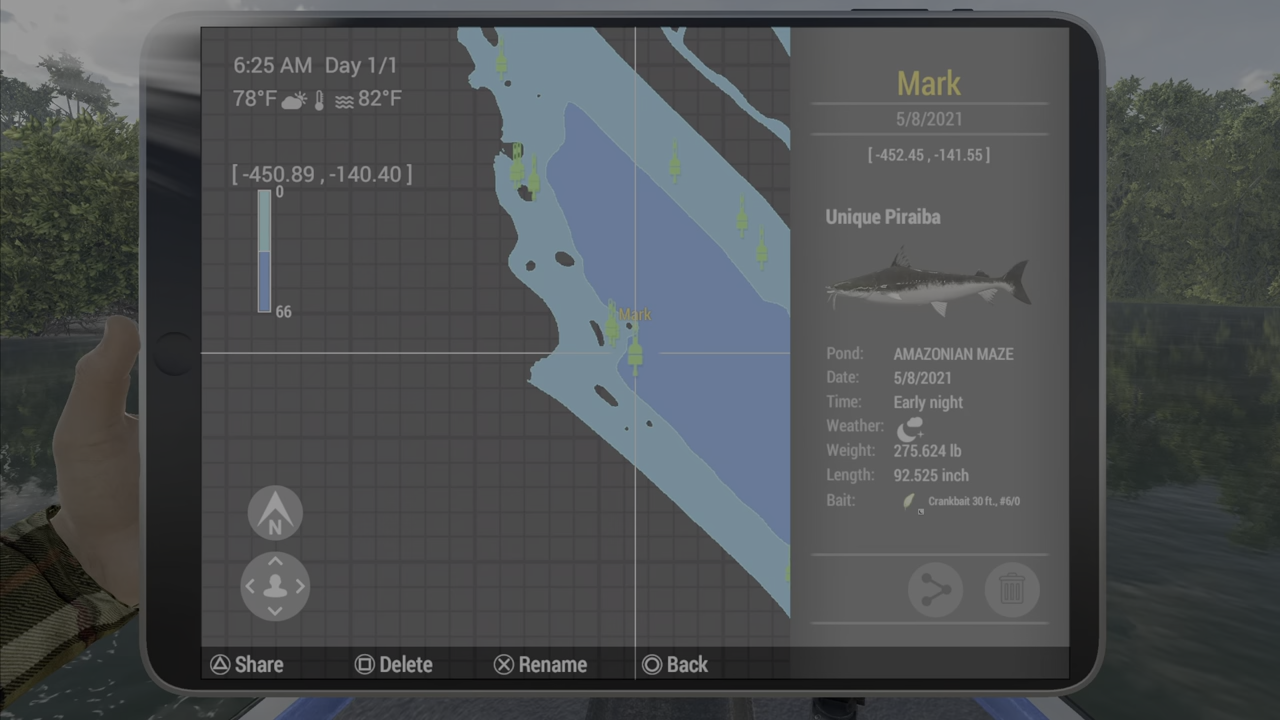 6:25 AM Day 1/1
78°F 82°F
[ -450.89 , -140.40 ]
0
66
Mark
N
Mark
5/8/2021
[ -452.45 , -141.55 ]
Unique Piraiba
Pond: AMAZONIAN MAZE
Date: 5/8/2021
Time: Early night
Weather:
Weight: 275.624 lb
Length: 92.525 inch
Bait: Crankbait 30 ft., #6/0
Share Delete Rename Back